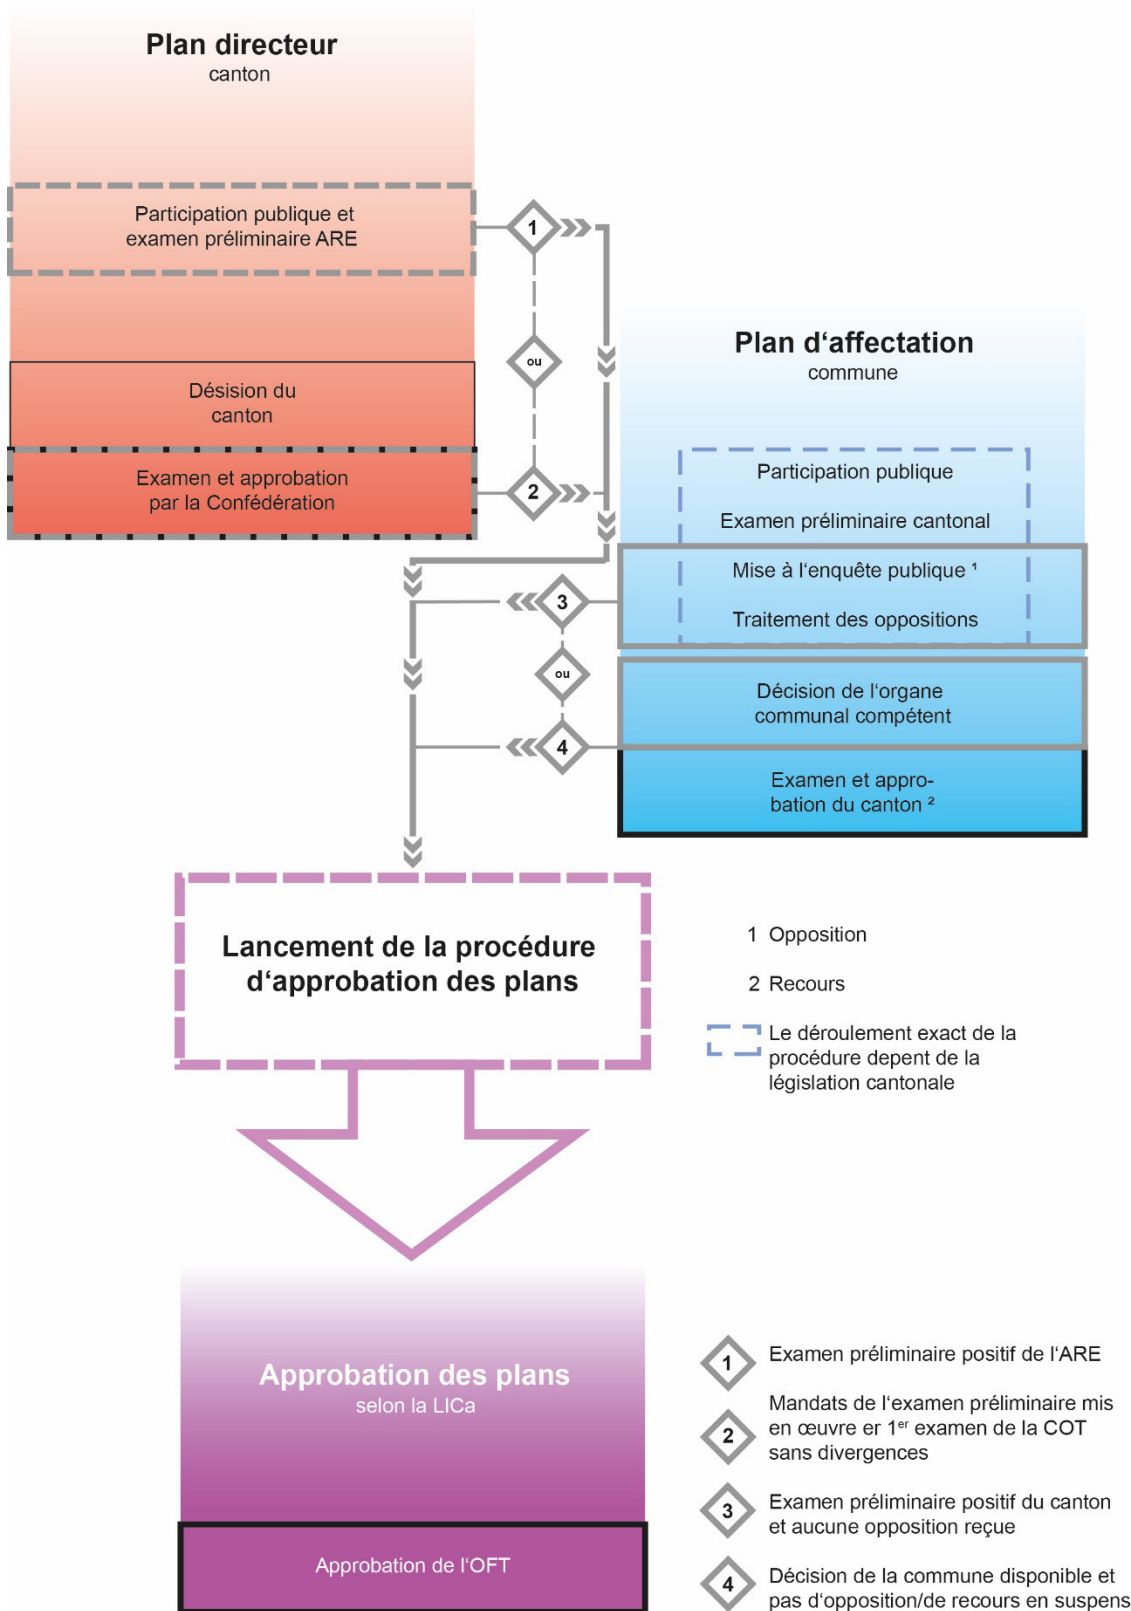 Plan directeur
canton
Participation publique et
examen préliminaire ARE
1
ou
Désision du
canton
Examen et approbation
par la Confédération
2
Plan d‘affectation
commune
Participation publique
Examen préliminaire cantonal
Mise à l‘enquête publique ¹
3
Traitement des oppositions
ou
Décision de l‘organe
communal compétent
4
Examen et appro-
bation du canton ²
Lancement de la procédure
d‘approbation des plans
1 Opposition
2 Recours
Le déroulement exact de la
procédure depent de la
législation cantonale
Approbation des plans
selon la LICa
Approbation de l‘OFT
1 Examen préliminaire positif de l‘ARE
2 Mandats de l‘examen préliminaire mis
en œuvre er 1er examen de la COT
sans divergences
3 Examen préliminaire positif du canton
et aucune opposition reçue
4 Décision de la commune disponible et
pas d‘opposition/de recours en suspens